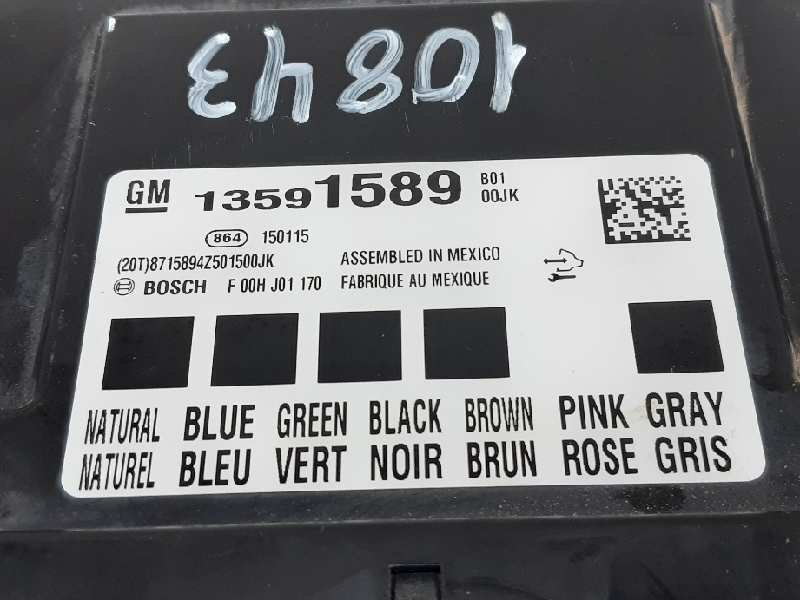 10843
GM 13591589 B01
00JK
864 150115
(20T)8715894Z501500JK ASSEMBLED IN MEXICO
BOSCH F 00H J01 170 FABRIQUE AU MEXIQUE
NATURAL BLUE GREEN BLACK BROWN PINK GRAY
NATUREL BLEU VERT NOIR BRUN ROSE GRIS